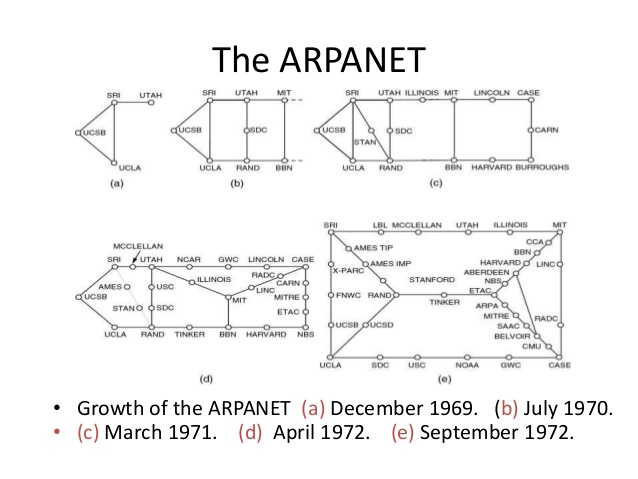 The ARPANET
SRI UTAH
UCSB
UCLA
(a)
SRI UTAH MIT
UCSB SDC
UCLA RAND BBN
(b)
SRI UTAH ILLINOIS MIT LINCOLN CASE
UCSB SDC CARN
STAN
UCLA RAND BBN HARVARD BURROUGHS
(c)
MCCLELLAN
SRI UTAH NCAR GWC LINCOLN CASE
RADC
ILLINOIS CARN
AMES USC LINC
UCSB MIT MITRE
STAN SDC ETAC
UCLA RAND TINKER BBN HARVARD NBS
(d)
SRI LBL MCCLELLAN UTAH ILLINOIS MIT
CCA
AMES TIP BBN
HARVARD LINC
X-PARC AMES IMP ABERDEEN
STANFORD NBS
FNWC RAND ETAC
TINKER ARPA
MITRE RADC
UCSB UCSD SAAC
BELVOIR
CMU
UCLA SDC USC NOAA GWC CASE
(e)
• Growth of the ARPANET (a) December 1969. (b) July 1970.
• (c) March 1971. (d) April 1972. (e) September 1972.